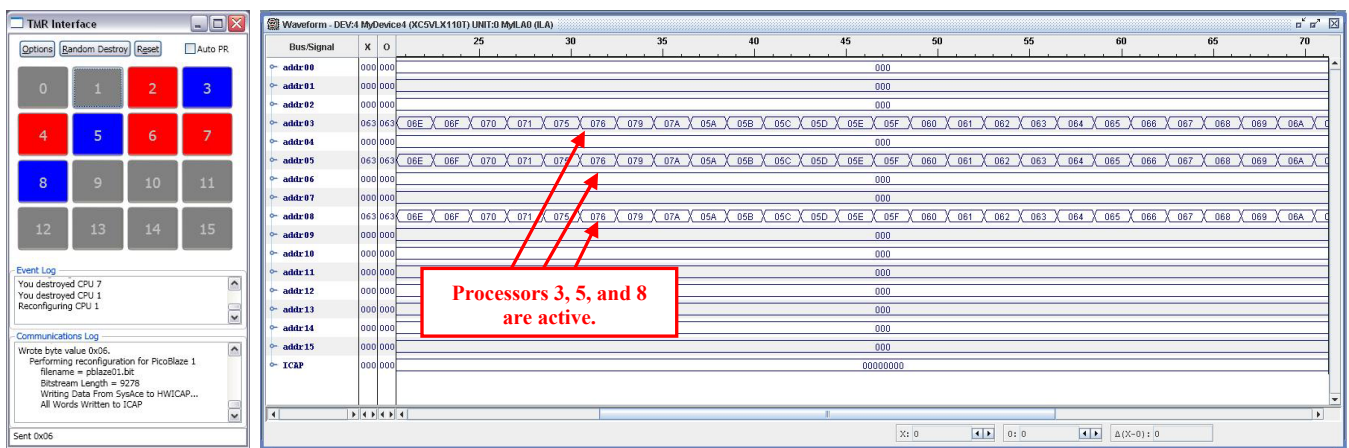 TMR Interface
Options Random Destroy Reset Auto PR
0 1 2 3
4 5 6 7
8 9 10 11
12 13 14 15
Event Log
You destroyed CPU 7
You destroyed CPU 1
Reconfiguring CPU 1
Communications Log
Wrote byte value 0x06.
Performing reconfiguration for PicoBlaze 1
filename = pblaze01.bit
Bitstream Length = 9278
Writing Data From SysAce to HWICAP...
All Words Written to ICAP
Sent 0x06
Waveform - DEV:4 MyDevice4 (XC5VLX110T) UNIT:0 MyILA0 (ILA)
Bus/Signal X O 25 30 35 40 45 50 55 60 65 70
addr00 000 000 000
addr01 000 000 000
addr02 000 000 000
addr03 063 063 06E 06F 070 071 075 076 079 07A 05A 05B 05C 05D 05E 05F 060 061 062 063 064 065 066 067 068 069 06A
addr04 000 000 000
addr05 063 063 06E 06F 070 071 075 076 079 07A 05A 05B 05C 05D 05E 05F 060 061 062 063 064 065 066 067 068 069 06A
addr06 000 000 000
addr07 000 000 000
addr08 063 063 06E 06F 070 071 075 076 079 07A 05A 05B 05C 05D 05E 05F 060 061 062 063 064 065 066 067 068 069 06A
addr09 000 000 000
addr10 000 000 000
addr11 000 000 000
addr12 000 000 000
addr13 000 000 000
addr14 000 000 000
addr15 000 000 000
ICAP 000 000 00000000
Processors 3, 5, and 8
are active.
X: 0 O: 0 Δ(X-O): 0